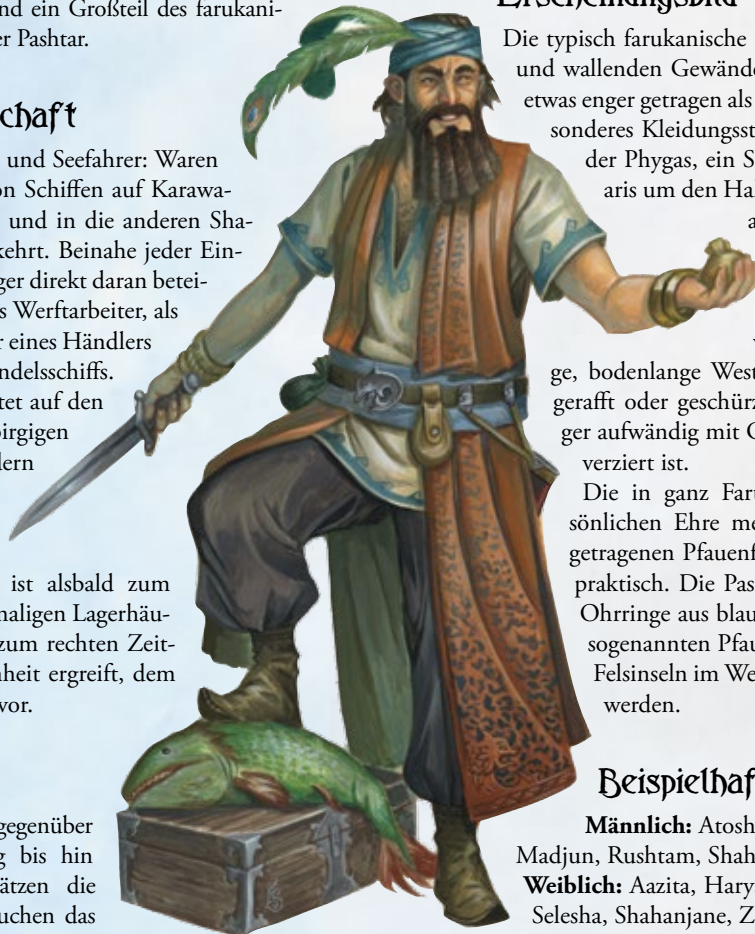 nd ein Großteil des farukani-
er Pashtar.
chaft
und Seefahrer: Waren
on Schiffen auf Karawa-
und in die anderen Sha-
kehrt. Beinahe jeder Ein-
ger direkt daran betei-
s Werftarbeiter, als
r eines Händlers
ndelsschiffs.
tet auf den
birgigen
lern
ist alsbald zum
maligen Lagerhäu-
zum rechten Zeit-
nheit ergreift, dem
vor.
gegenüber
g bis hin
ätzen die
uchen das
Erscheinungsbild
Die typisch farukanische
und wallenden Gewände
etwas enger getragen als
sonderes Kleidungsst
der Phygas, ein S
aris um den Hal
a
ge, bodenlange West
gerafft oder geschürz
ger aufwändig mit
verziert ist.
Die in ganz Far
sönlichen Ehre me
getragenen Pfauenf
praktisch. Die Pas
Ohrringe aus blau
sogenannten Pfau
Felsinseln im We
werden.
Beispielhaf
Männlich: Atosh
Madjun, Rushtam, Shah
Weiblich: Aazita, Hary
Selesha, Shahanjane, Z